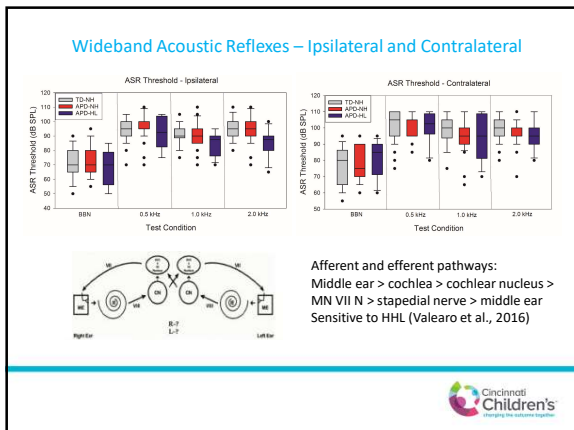 Wideband Acoustic Reflexes – Ipsilateral and Contralateral
ASR Threshold - Ipsilateral
ASR Threshold (dB SPL)
120
110
100
90
80
70
60
50
40
TD-NH
APD-NH
APD-HL
BBN
0.5 kHz
1.0 kHz
2.0 kHz
Test Condition
ASR Threshold - Contralateral
ASR Threshold (dB SPL)
120
110
100
90
80
70
60
50
TD-NH
APD-NH
APD-HL
BBN
0.5 kHz
1.0 kHz
2.0 kHz
Test Condition
VII
VII
ME
VIII
CN
CN
VIII
ME
Right Ear
R-?
L-?
Left Ear
Afferent and efferent pathways:
Middle ear > cochlea > cochlear nucleus >
MN VII N > stapedial nerve > middle ear
Sensitive to HHL (Valearo et al., 2016)
Cincinnati
Children's
changing the outcome together